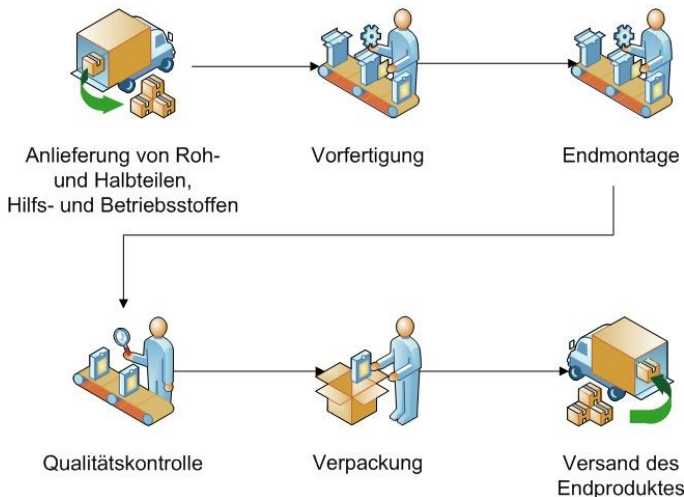 Anlieferung von Roh-
und Halbteilen,
Hilfs- und Betriebsstoffen
Vorfertigung
Endmontage
Qualitätskontrolle
Verpackung
Versand des
Endproduktes